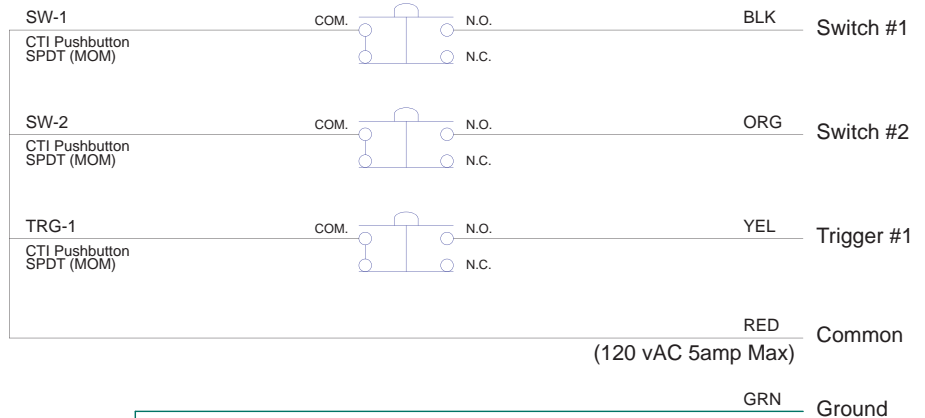 SW-1 COM. N.O. BLK Switch #1
CTI Pushbutton
SPDT (MOM) N.C.
SW-2 COM. N.O. ORG Switch #2
CTI Pushbutton
SPDT (MOM) N.C.
TRG-1 COM. N.O. YEL Trigger #1
CTI Pushbutton
SPDT (MOM) N.C.
RED Common
(120 vAC 5amp Max)
GRN Ground